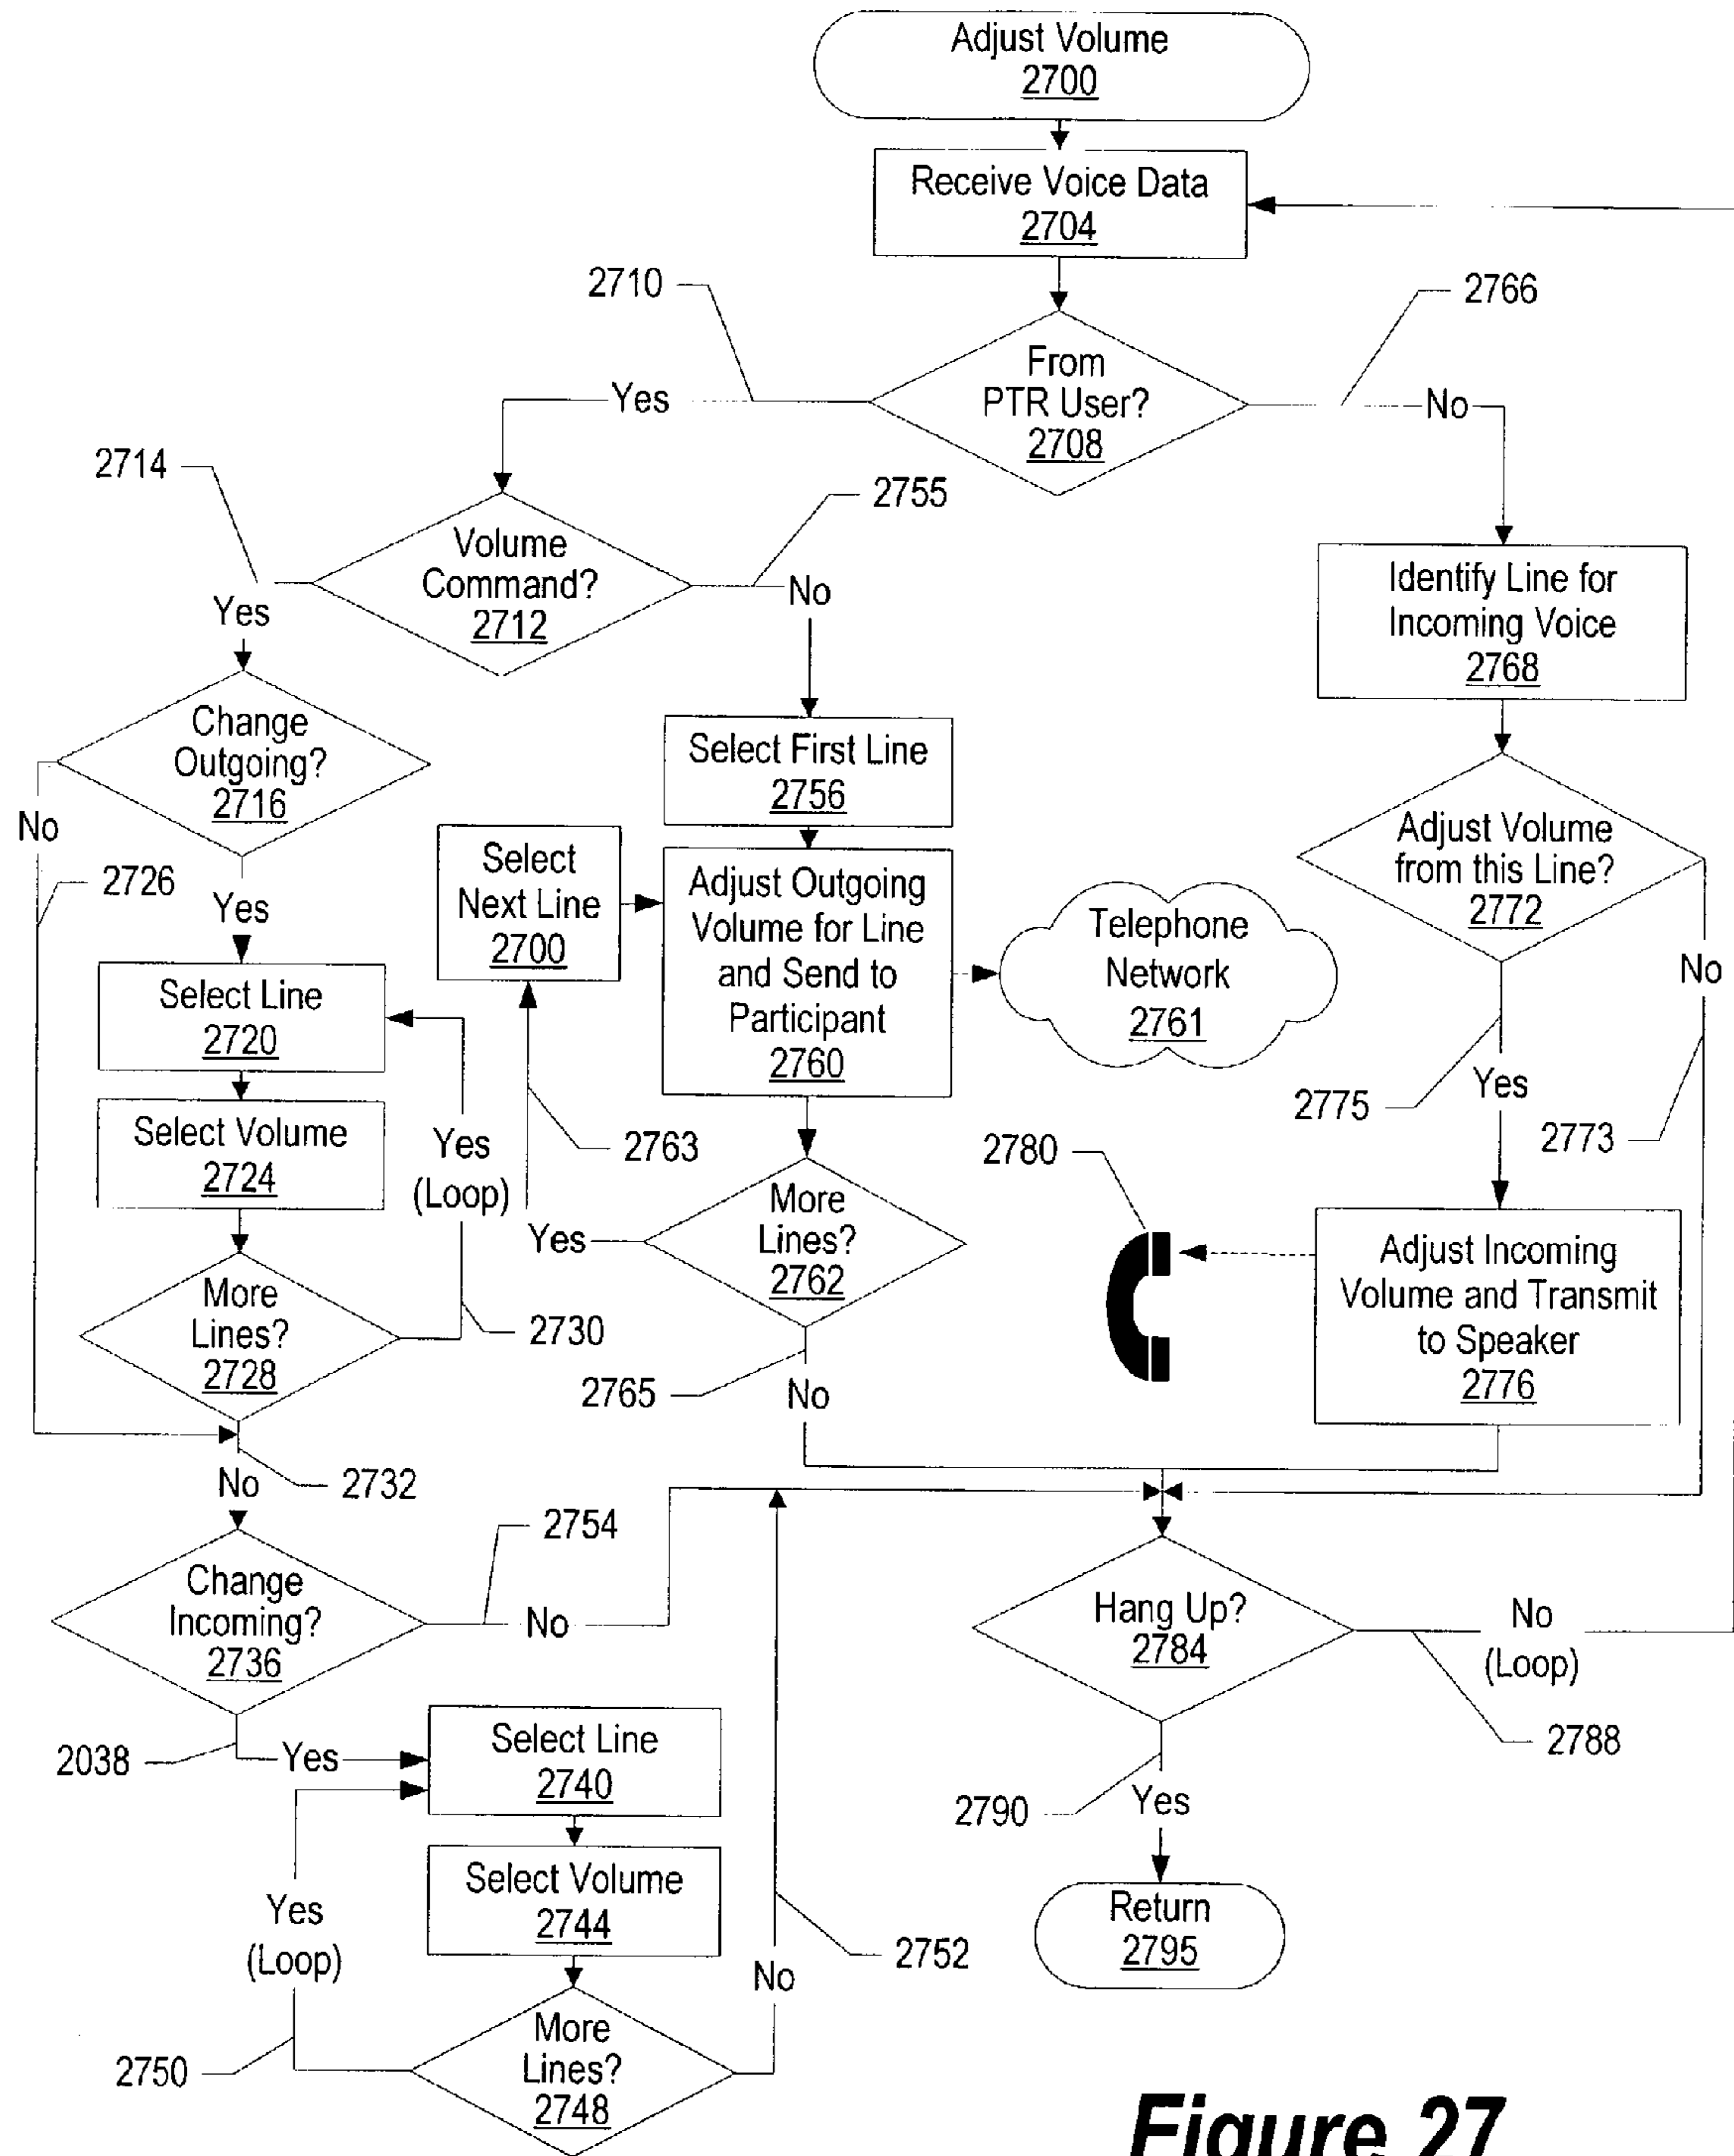 Adjust Volume
2700
Receive Voice Data
2704
2710
2766
From
PTR User?
2708
Yes
No
2714
2755
Volume
Command?
2712
Yes
No
Identify Line for
Incoming Voice
2768
Change
Outgoing?
2716
No
2726
Yes
Select First Line
2756
Select
Next Line
2700
Adjust Outgoing
Volume for Line
and Send to
Participant
2760
Telephone
Network
2761
Adjust Volume
from this Line?
2772
No
2775
Yes
2773
Select Line
2720
Select Volume
2724
Yes
(Loop)
2763
2780
More
Lines?
2728
2730
Yes
More
Lines?
2762
2765
No
Adjust Incoming
Volume and Transmit
to Speaker
2776
No
2732
2754
Change
Incoming?
2736
No
Hang Up?
2784
No
(Loop)
2788
2038
Yes
Select Line
2740
2790
Yes
Select Volume
2744
Yes
(Loop)
2752
No
Return
2795
2750
More
Lines?
2748
Figure 27